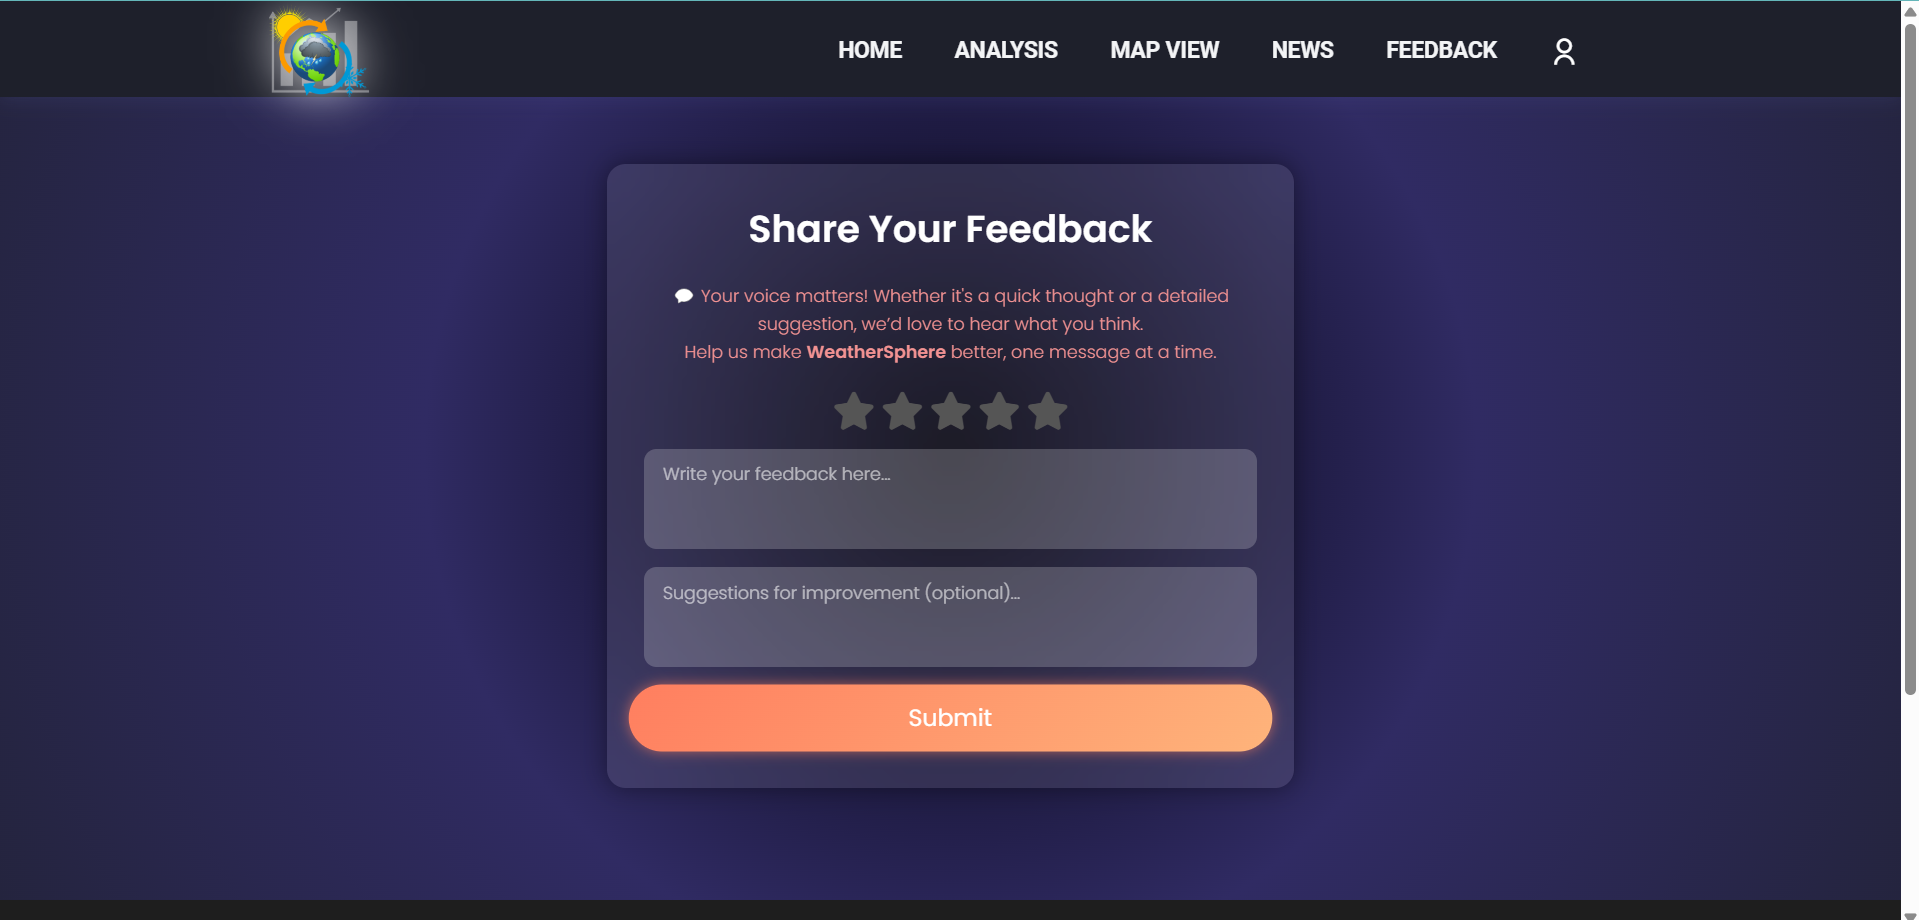 HOME ANALYSIS MAP VIEW NEWS FEEDBACK
Share Your Feedback
💬 Your voice matters! Whether it's a quick thought or a detailed
suggestion, we’d love to hear what you think.
Help us make WeatherSphere better, one message at a time.
Write your feedback here...
Suggestions for improvement (optional)...
Submit